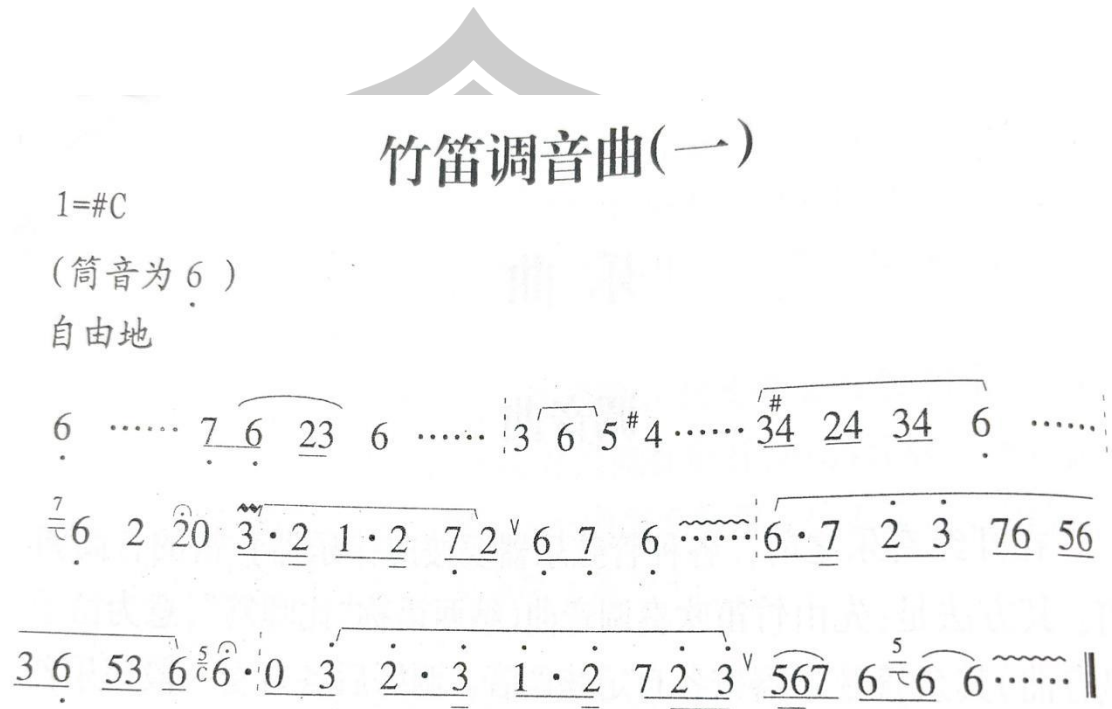 竹笛调音曲(一)
1=#C
(筒音为 6̣ )
自由地
6̣ ······ 7̣ 6̣ 23 6 ······ ┊3 6 5 #4 ······ #34 24 34 6̣ ······
7 6̣ 2 20 3·2 1·2 7̣2 ∨ 6̣ 7̣ 6̣ ······ ┊6·7 2̇ 3̇ 76 56
3 6̣ 53 6 5 6· ┊0 3̇ 2̇·3̇ 1̇·2̇ 7 2̇ 3̇ ∨ 567 6 5 6 6······ ‖